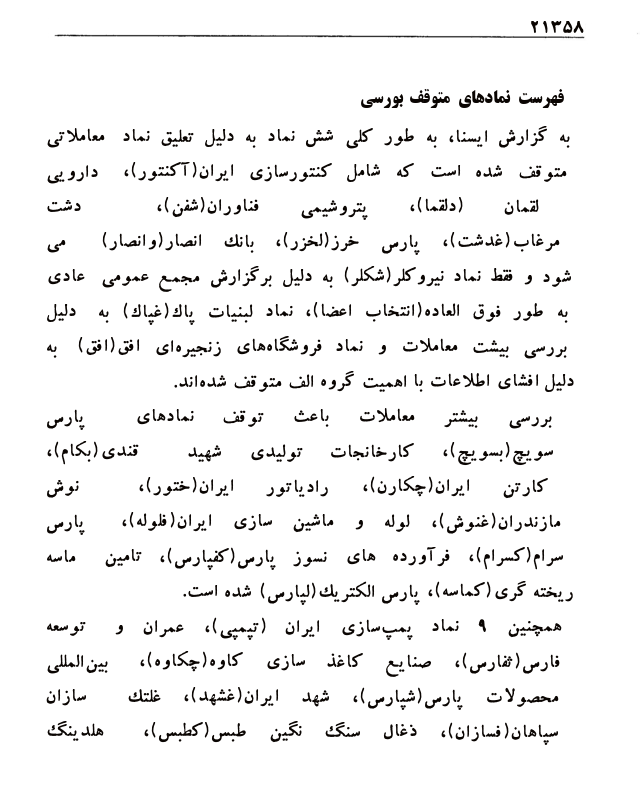 ۲۱۳۵۸
فهرست نمادهای متوقف بورسی
به گزارش ایسنا، به طور کلی شش نماد به دلیل تعلیق نماد معاملاتی
متوقف شده است که شامل کنتورسازی ایران(آکنتور)، دارویی
لقمان (دلقما)، پتروشیمی فناوران(شفن)، دشت
مرغاب(غدشت)، پارس خرز(لخزر)، بانك انصار(وانصار) می
شود و فقط نماد نیروکلر(شکلر) به دلیل برگزارش مجمع عمومی عادی
به طور فوق العاده(انتخاب اعضا)، نماد لبنیات پاك(غپاك) به دلیل
بررسی بیشت معاملات و نماد فروشگاه‌های زنجیره‌ای افق(افق) به
دلیل افشای اطلاعات با اهمیت گروه الف متوقف شده‌اند.
بررسی بیشتر معاملات باعث توقف نمادهای پارس
سویچ(بسویچ)، کارخانجات تولیدی شهید قندی(بکام)،
کارتن ایران(چکارن)، رادیاتور ایران(ختور)، نوش
مازندران(غنوش)، لوله و ماشین سازی ایران(فلوله)، پارس
سرام(کسرام)، فرآورده های نسوز پارس(کفپارس)، تامین ماسه
ریخته گری(کماسه)، پارس الکتریك(لپارس) شده است.
همچنین ۹ نماد پمپ‌سازی ایران (تپمپی)، عمران و توسعه
فارس(ثفارس)، صنایع کاغذ سازی کاوه(چکاوه)، بین‌المللی
محصولات پارس(شپارس)، شهد ایران(غشهد)، غلتك سازان
سپاهان(فسازان)، ذغال سنگ نگین طبس(کطبس)، هلدینگ